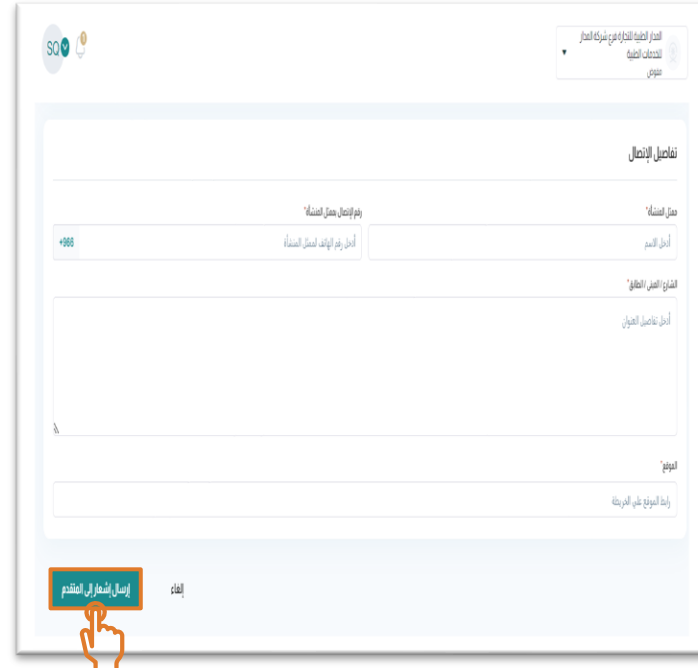 المدار الطبية للتجارة فرع شركة المدار
للخدمات الطبية
مفوض
SQ
تفاصيل الإتصال
ممثل المنشأة*
رقم الإتصال بممثل المنشأة*
أدخل الاسم
أدخل رقم الهاتف لممثل المنشأة
+966
الشارع / المبنى / الطابق*
أدخل تفاصيل العنوان
الموقع*
رابط الموقع على الخريطة
إلغاء
إرسال إشعار إلى المتقدم